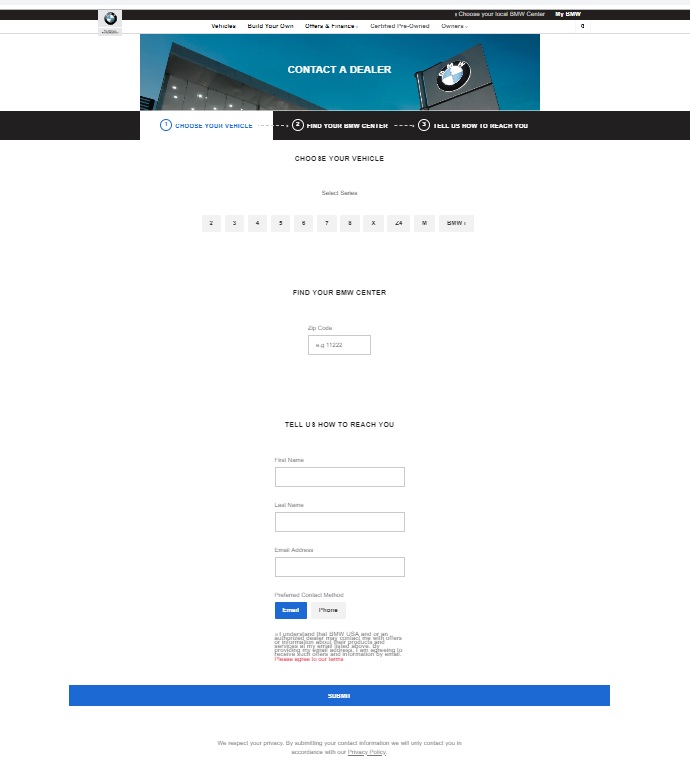 Choose your local BMW Center My BMW
Vehicles Build Your Own Offers & Finance Certified Pre-Owned Owners
CONTACT A DEALER
1 CHOOSE YOUR VEHICLE 2 FIND YOUR BMW CENTER 3 TELL US HOW TO REACH YOU
CHOOSE YOUR VEHICLE
Select Series
2 3 4 5 6 7 8 X Z4 M BMW i
FIND YOUR BMW CENTER
Zip Code
e.g 11222
TELL US HOW TO REACH YOU
First Name
Last Name
Email Address
Preferred Contact Method
Email Phone
I understand that BMW USA and or an
authorized dealer may contact me with offers
or information about their products and
services at my email listed above. By
providing my email address, I am agreeing to
receive such offers and information by email.
Please agree to our terms
SUBMIT
We respect your privacy. By submitting your contact information we will only contact you in
accordance with our Privacy Policy.